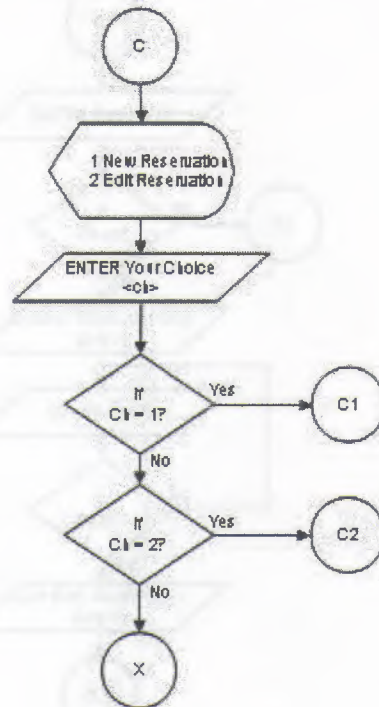 C
1 New Reservation
2 Edit Reservation
ENTER Your Choice
<ch>
If
Ch = 1?
Yes
C1
No
If
Ch = 2?
Yes
C2
No
X